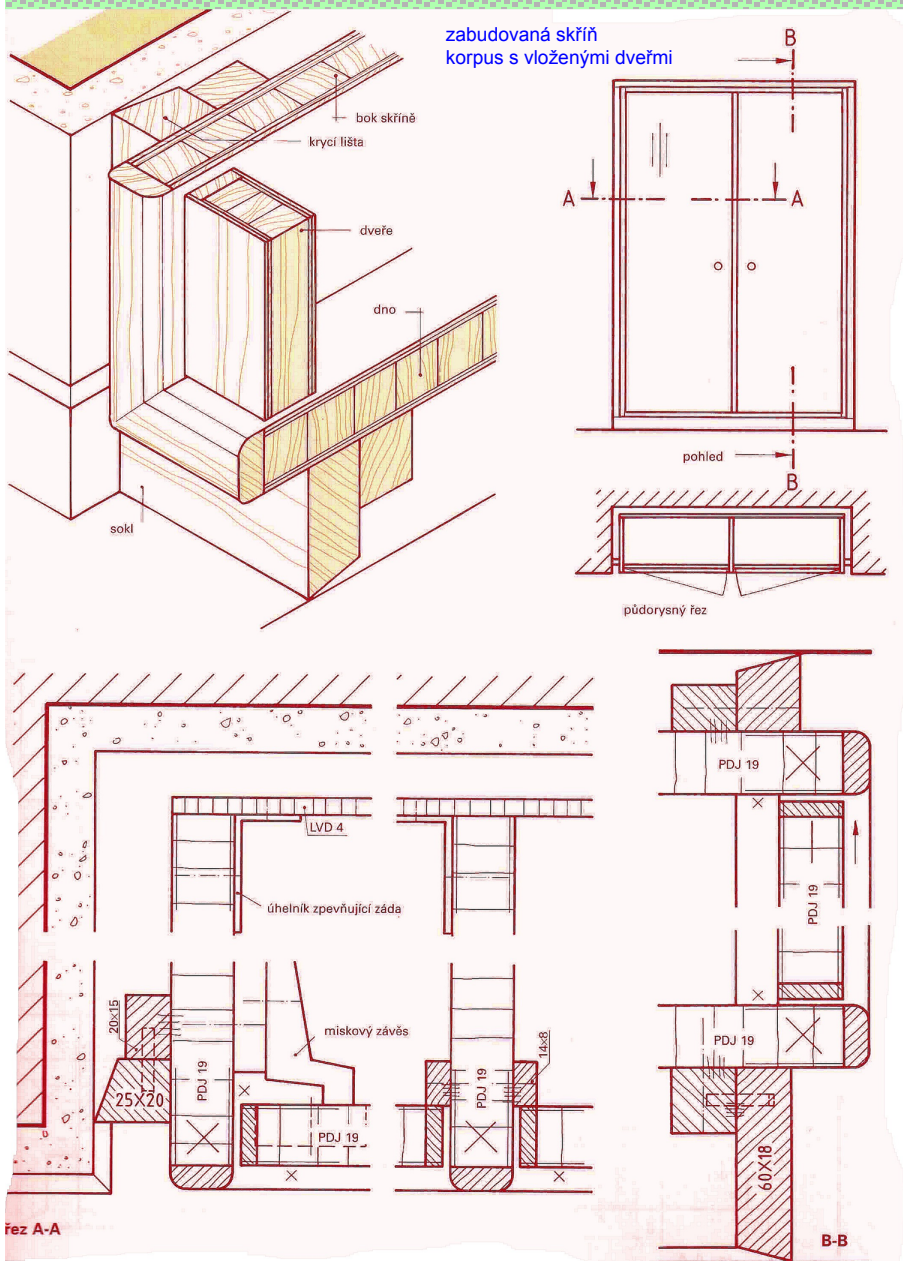 zabudovaná skříň
korpus s vloženými dveřmi
bok skříně
krycí lišta
dveře
dno
sokl
B
A
A
pohled
B
půdorysný řez
LVD 4
úhelník zpevňující záda
20×15
25×20
PDJ 19
miskový závěs
PDJ 19
PDJ 19
14×8
řez A-A
PDJ 19
PDJ 19
PDJ 19
60×18
B-B